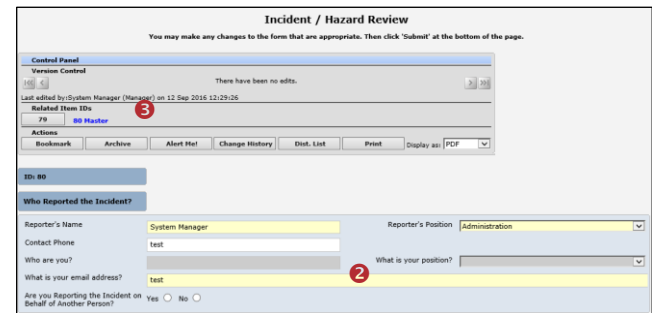 Incident / Hazard Review
You may make any changes to the form that are appropriate. Then click 'Submit' at the bottom of the page.
Control Panel
Version Control
There have been no edits.
Last edited by:System Manager (Manager) on 12 Sep 2016 12:29:26
Related Item IDs
3
79 80 Master
Actions
Bookmark Archive Alert Me! Change History Dist. List Print Display as: PDF
ID: 80
Who Reported the Incident?
Reporter's Name System Manager Reporter's Position Administration
Contact Phone test
Who are you? What is your position?
2
What is your email address? test
Are you Reporting the Incident on Yes No
Behalf of Another Person?